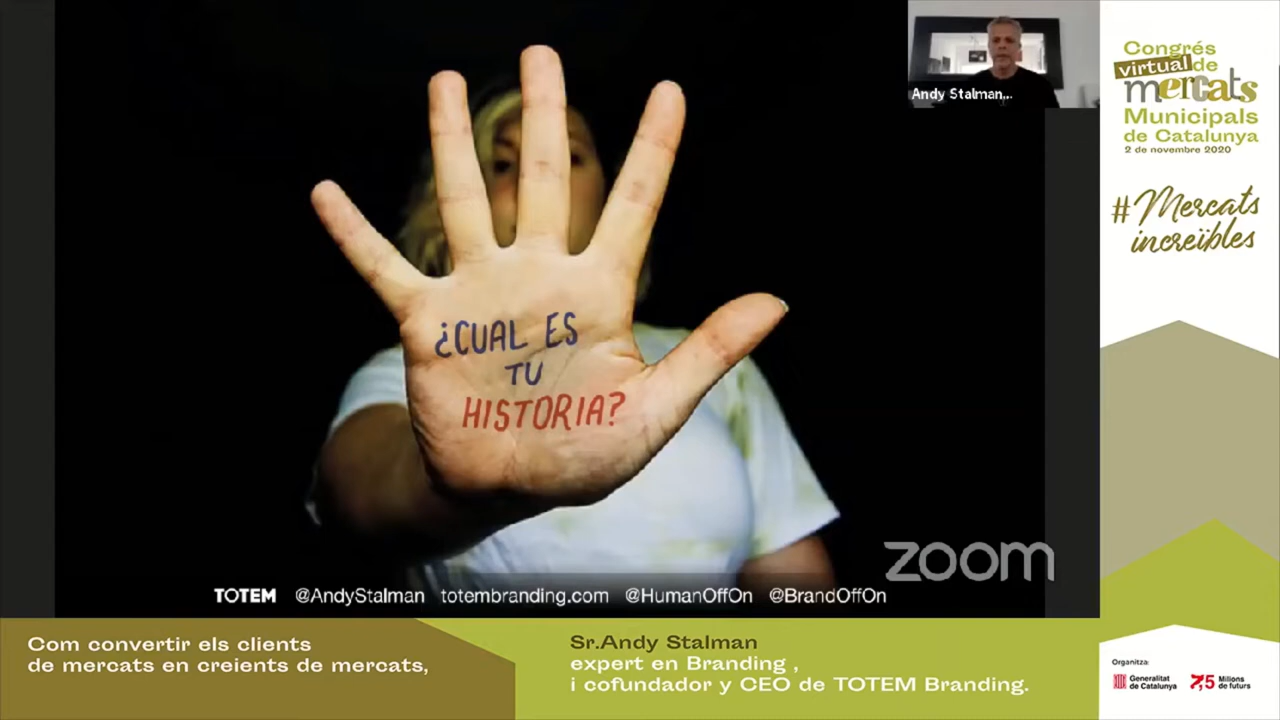 Andy Stalman...
Congrés
virtual de
mercats
Municipals
de Catalunya
2 de novembre 2020
#Mercats
increïbles
¿CUAL ES
TU
HISTORIA?
zoom
TOTEM @AndyStalman totembranding.com @HumanOffOn @BrandOffOn
Com convertir els clients
de mercats en creients de mercats,
Sr.Andy Stalman
expert en Branding ,
i cofundador y CEO de TOTEM Branding.
Organitza:
Generalitat
de Catalunya
7,5 Milions
de futurs